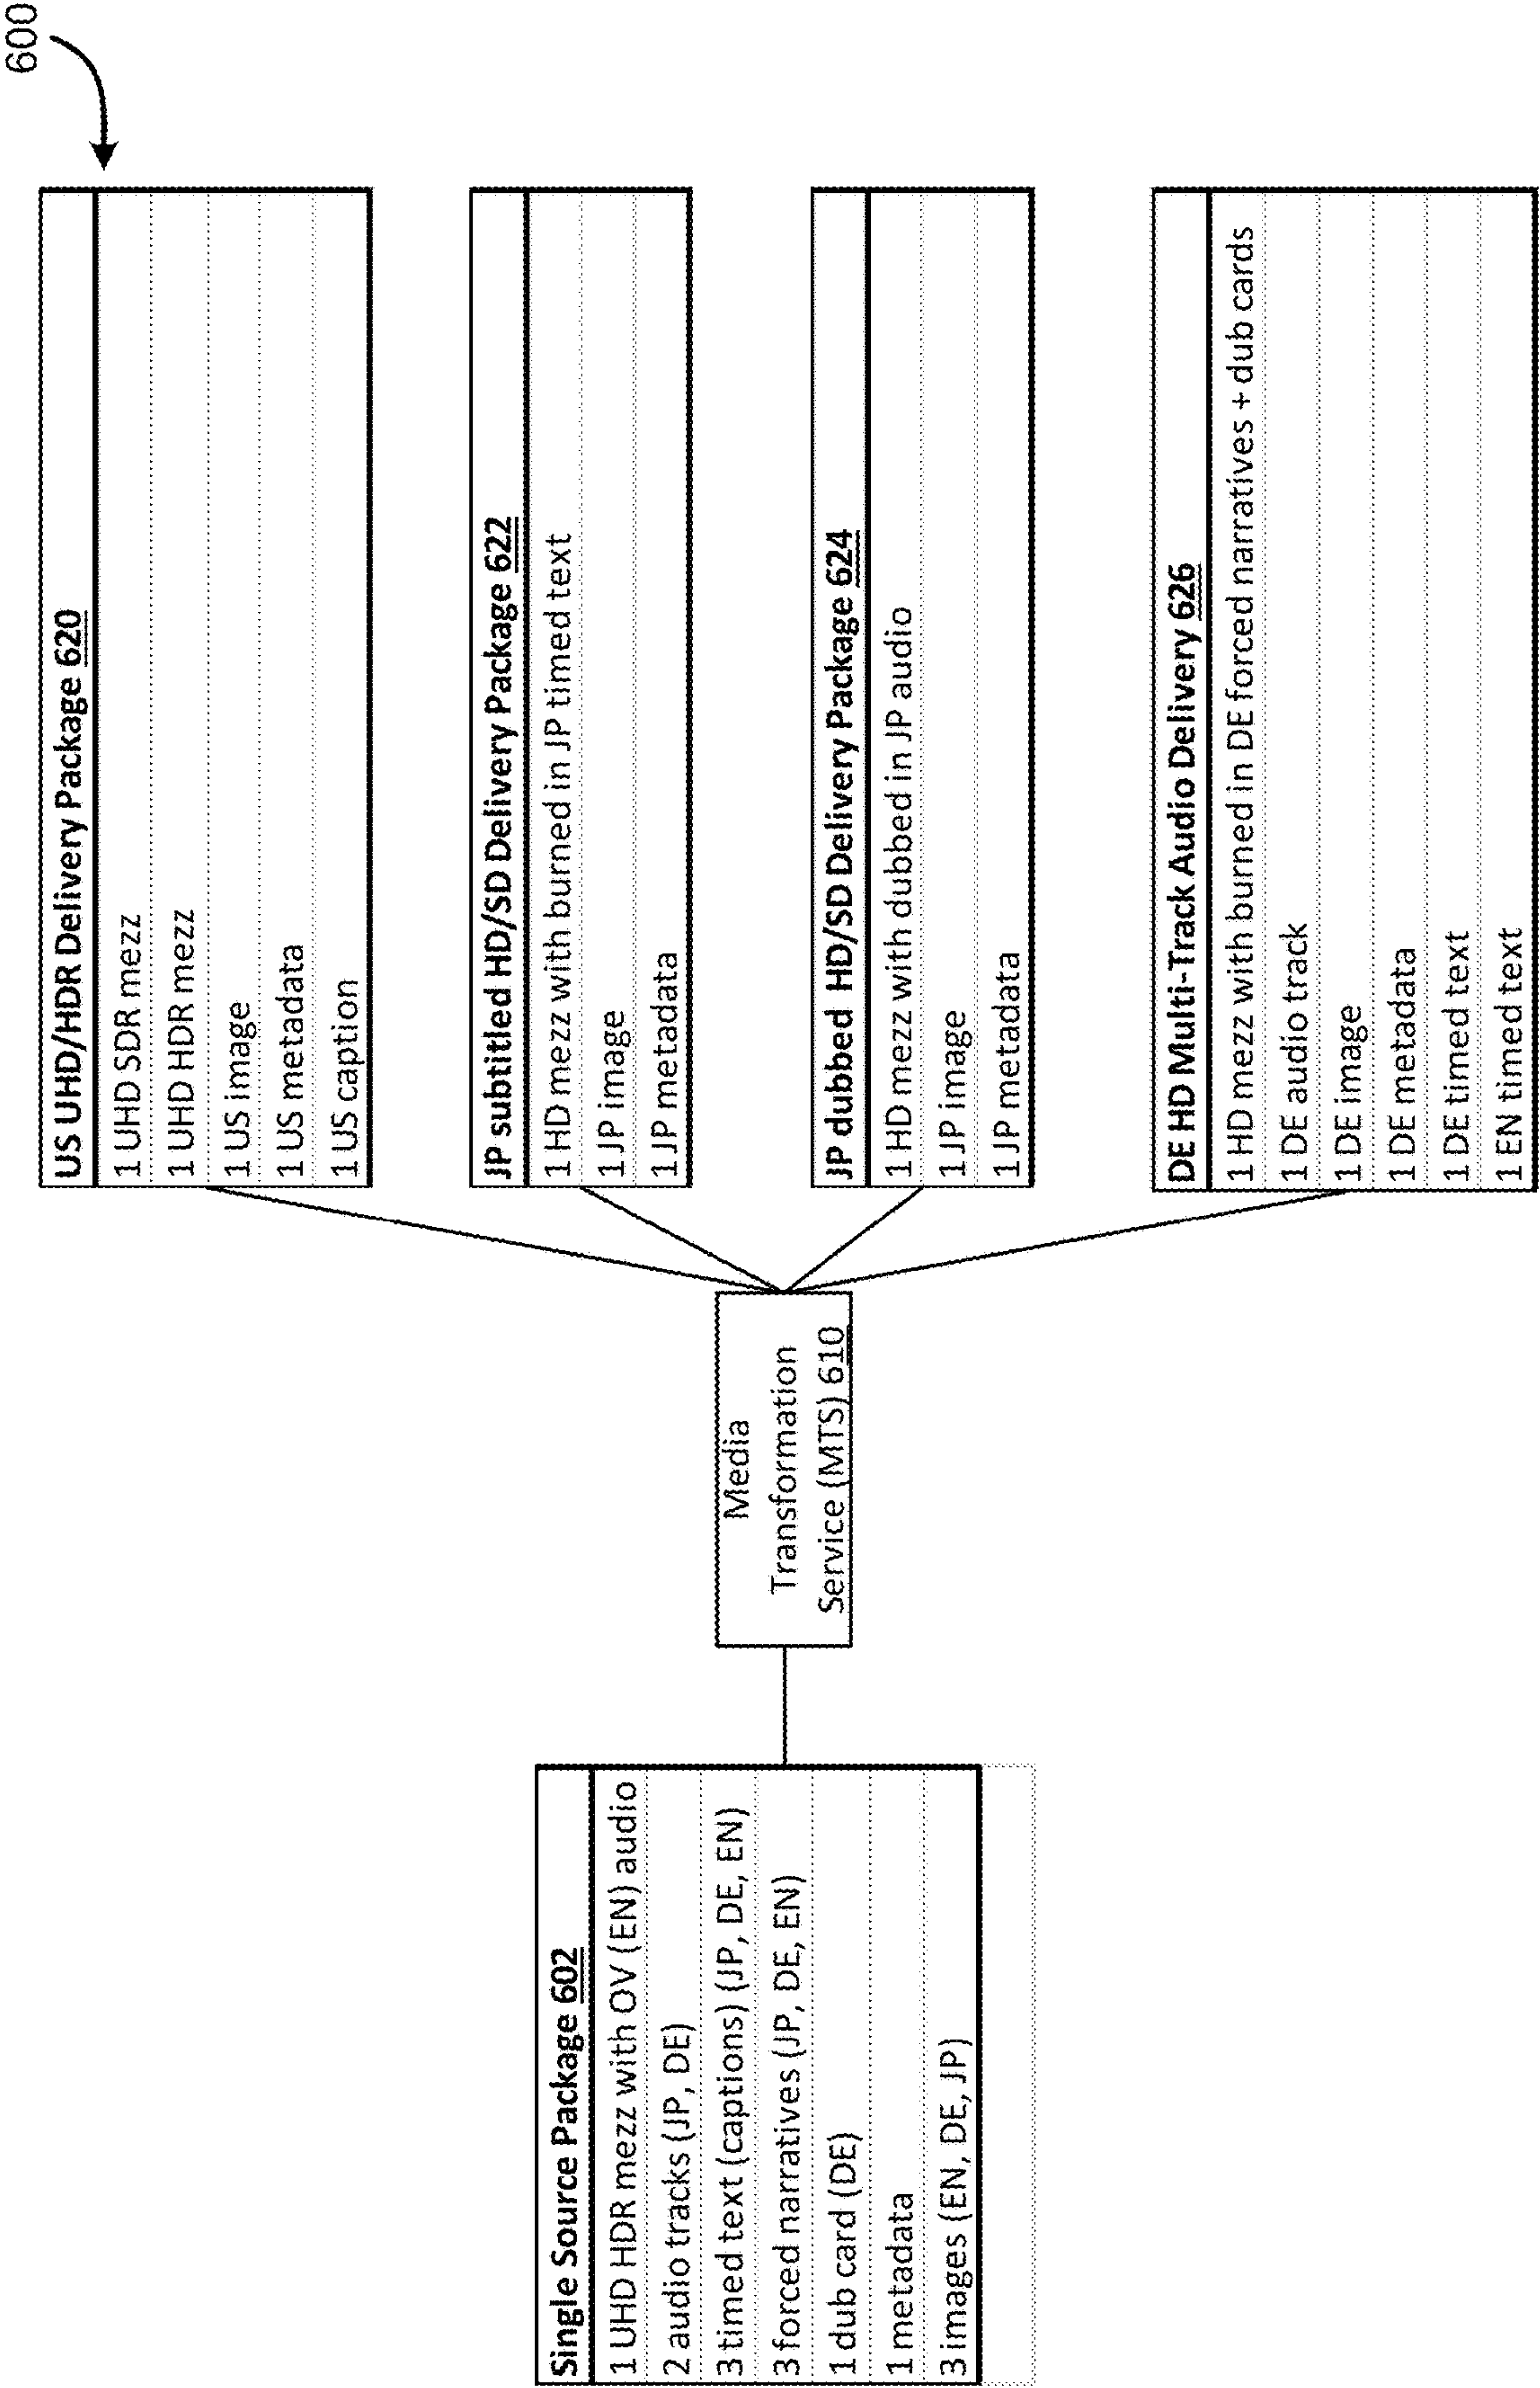 600
Single Source Package 602
1 UHD HDR mezz with OV (EN) audio
2 audio tracks (JP, DE)
3 timed text (captions) (JP, DE, EN)
3 forced narratives (JP, DE, EN)
1 dub card (DE)
1 metadata
3 images (EN, DE, JP)
Media
Transformation
Service (MTS) 610
US UHD/HDR Delivery Package 620
1 UHD SDR mezz
1 UHD HDR mezz
1 US image
1 US metadata
1 US caption
JP subtitled HD/SD Delivery Package 622
1 HD mezz with burned in JP timed text
1 JP image
1 JP metadata
JP dubbed HD/SD Delivery Package 624
1 HD mezz with dubbed in JP audio
1 JP image
1 JP metadata
DE HD Multi-Track Audio Delivery 626
1 HD mezz with burned in DE forced narratives + dub cards
1 DE audio track
1 DE image
1 DE metadata
1 DE timed text
1 EN timed text